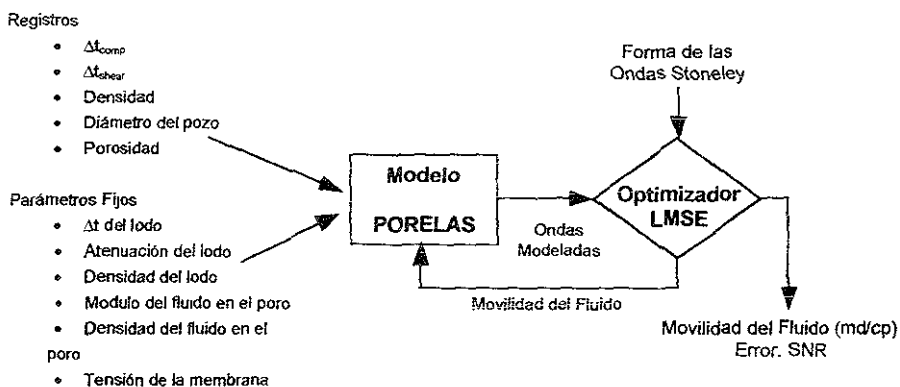 Registros
• Δtcomp
• Δtshear
• Densidad
• Diámetro del pozo
• Porosidad
Parámetros Fijos
• Δt del lodo
• Atenuación del lodo
• Densidad del lodo
• Modulo del fluido en el poro
• Densidad del fluido en el
poro
• Tensión de la membrana
Modelo
PORELAS
Ondas
Modeladas
Movilidad del Fluido
Forma de las
Ondas Stoneley
Optimizador
LMSE
Movilidad del Fluido (md/cp)
Error. SNR